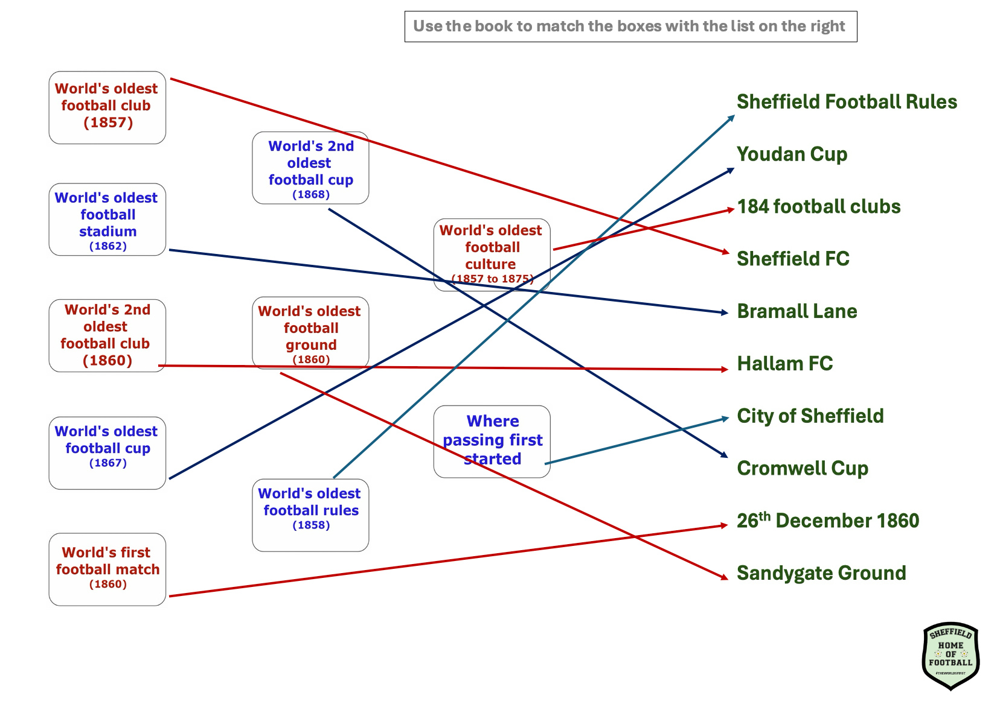 Use the book to match the boxes with the list on the right
World's oldest
football club
(1857)
World's oldest
football
stadium
(1862)
World's 2nd
oldest
football club
(1860)
World's oldest
football cup
(1867)
World's first
football match
(1860)
World's 2nd
oldest
football cup
(1868)
World's oldest
football
ground
(1860)
World's oldest
football rules
(1858)
World's oldest
football
culture
(1857 to 1875)
Where
passing first
started
Sheffield Football Rules
Youdan Cup
184 football clubs
Sheffield FC
Bramall Lane
Hallam FC
City of Sheffield
Cromwell Cup
26th December 1860
Sandygate Ground
SHEFFIELD
HOME
OF
FOOTBALL
#THEWORLDSFIRST